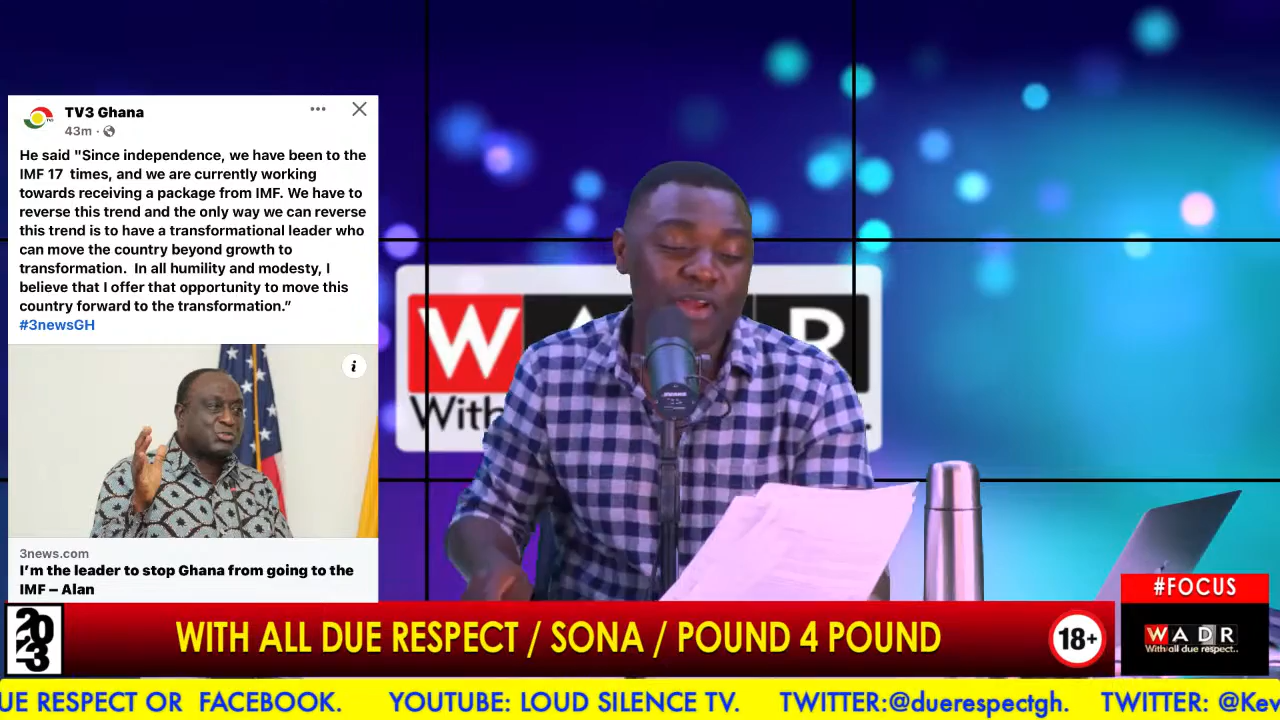 TV3 Ghana
43m
He said "Since independence, we have been to the
IMF 17 times, and we are currently working
towards receiving a package from IMF. We have to
reverse this trend and the only way we can reverse
this trend is to have a transformational leader who
can move the country beyond growth to
transformation. In all humility and modesty, I
believe that I offer that opportunity to move this
country forward to the transformation."
#3newsGH
3news.com
I'm the leader to stop Ghana from going to the
IMF – Alan
W A D R
With
2023
WITH ALL DUE RESPECT / SONA / POUND 4 POUND
18+
#FOCUS
WADR
With all due respect..
UE RESPECT OR FACEBOOK. YOUTUBE: LOUD SILENCE TV. TWITTER:@duerespectgh. TWITTER: @Kev